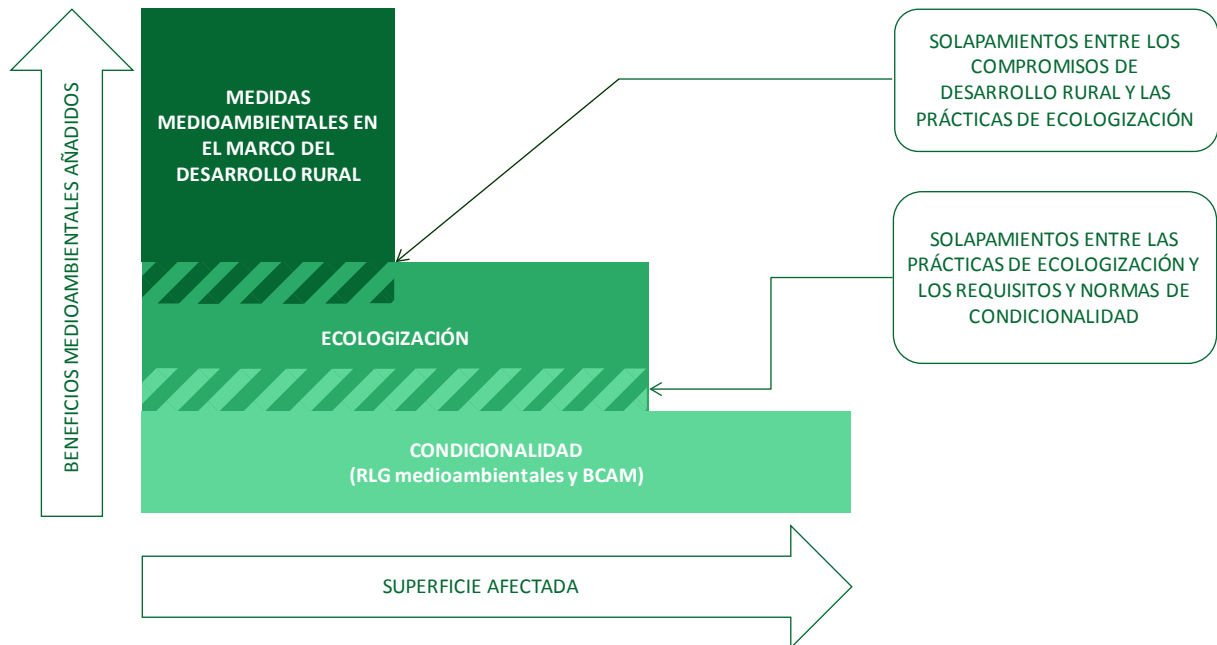 BENEFICIOS MEDIOAMBIENTALES AÑADIDOS
MEDIDAS
MEDIOAMBIENTALES EN
EL MARCO DEL
DESARROLLO RURAL
SOLAPAMIENTOS ENTRE LOS
COMPROMISOS DE
DESARROLLO RURAL Y LAS
PRÁCTICAS DE ECOLOGIZACIÓN
SOLAPAMIENTOS ENTRE LAS
PRÁCTICAS DE ECOLOGIZACIÓN Y
LOS REQUISITOS Y NORMAS DE
CONDICIONALIDAD
ECOLOGIZACIÓN
CONDICIONALIDAD
(RLG medioambientales y BCAM)
SUPERFICIE AFECTADA